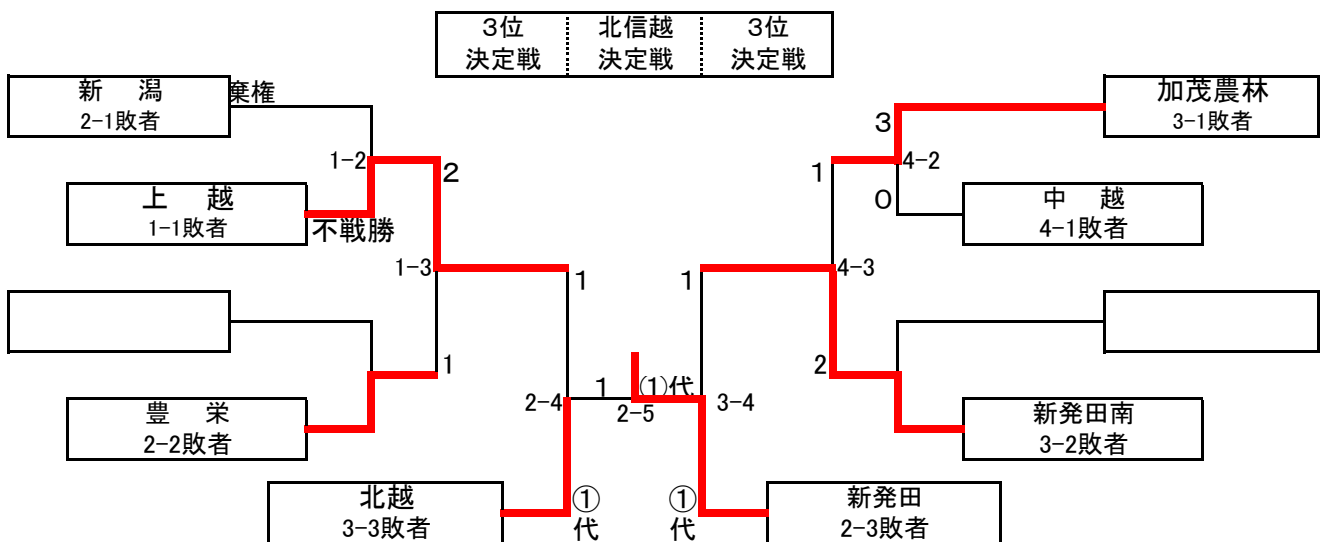 3位 北信越 3位
決定戦 決定戦 決定戦
新 潟
2-1敗者
棄権
加茂農林
3-1敗者
3
1-2
2
1
4-2
上 越
1-1敗者
不戦勝
0
中 越
4-1敗者
1-3
1
1
4-3
1
2
豊 栄
2-2敗者
2-4
1
(1)代
2-5
3-4
新発田南
3-2敗者
北越
3-3敗者
①
代
①
代
新発田
2-3敗者